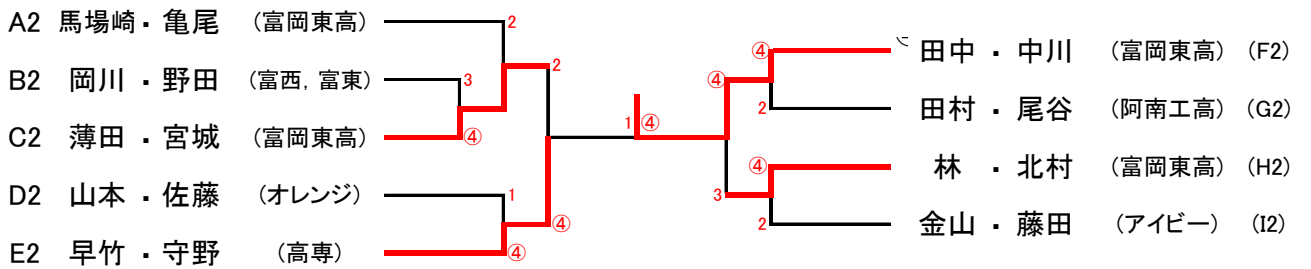 A2 馬場崎・亀尾 (富岡東高)
B2 岡川・野田 (富西, 富東)
C2 薄田・宮城 (富岡東高)
D2 山本・佐藤 (オレンジ)
E2 早竹・守野 (高専)
2
3
④
2
1
④
④
1
④
④
④
2
④
3
2
田中・中川 (富岡東高) (F2)
田村・尾谷 (阿南工高) (G2)
林・北村 (富岡東高) (H2)
金山・藤田 (アイビー) (I2)